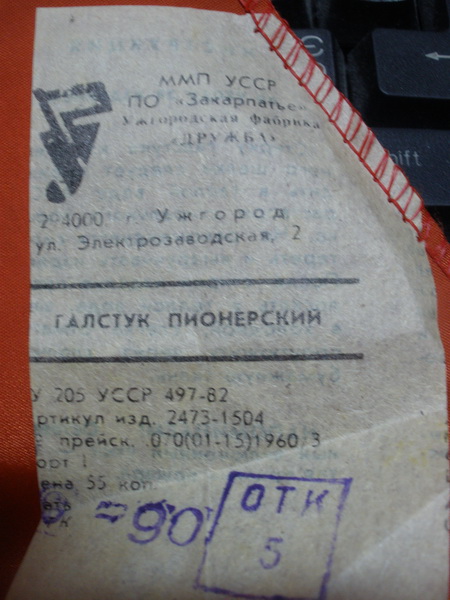 ММП УССР
ПО «Закарпатье»
Ужгородская фабрика
«ДРУЖБА»
294000 г. Ужгород,
ул. Электрозаводская, 2
ГАЛСТУК ПИОНЕРСКИЙ
У 205 УССР 497-82
ртикул изд. 2473-1504
прейск. 070(01-15)1960 3
орт 1
ена 55 коп.
90
ОТК
5
shift